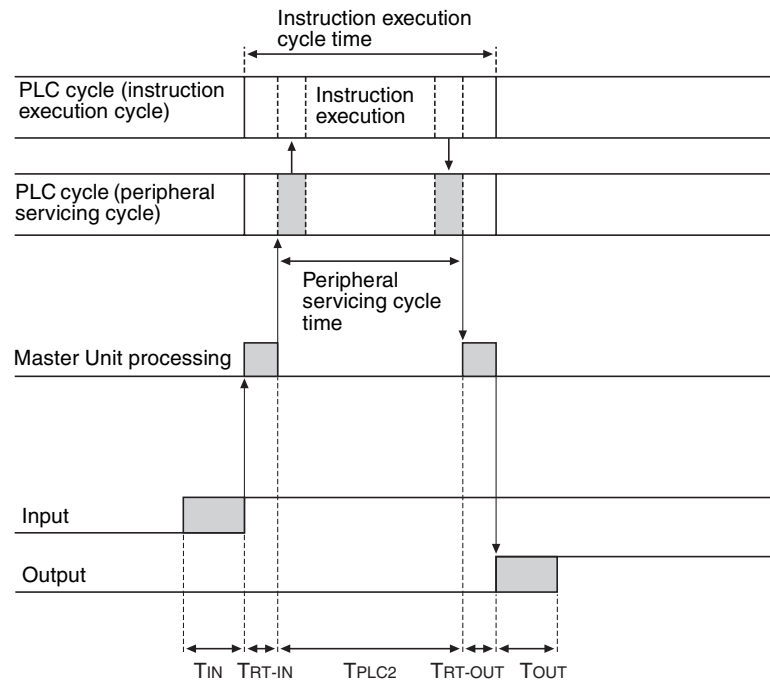 Instruction execution
cycle time
PLC cycle (instruction
execution cycle)
Instruction
execution
PLC cycle (peripheral
servicing cycle)
Peripheral
servicing cycle
time
Master Unit processing
Input
Output
TIN TRT-IN TPLC2 TRT-OUT TOUT